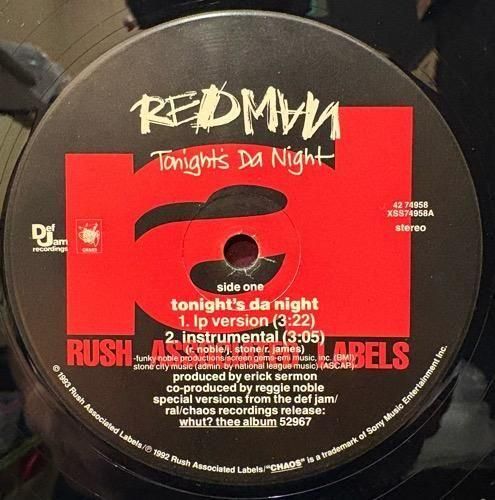 REDMAN
Tonight's Da Night
42 74958
XSS74958A
stereo
Def
Jam
recordings
CHAOS
side one
tonight's da night
1. lp version (3:22)
2. instrumental (3:05)
RUSH ASSOCIATED LABELS
(r. noble/j. stone/r. james)
-funky noble productions/screen gems-emi music, inc. (BMI)
stone city music (admin. by national league music) (ASCAP)
produced by erick sermon
co-produced by reggie noble
special versions from the def jam/
ral/chaos recordings release:
whut? thee album 52967
© 1993 Rush Associated Labels/℗ 1992 Rush Associated Labels/"CHAOS" is a trademark of Sony Music Entertainment Inc.